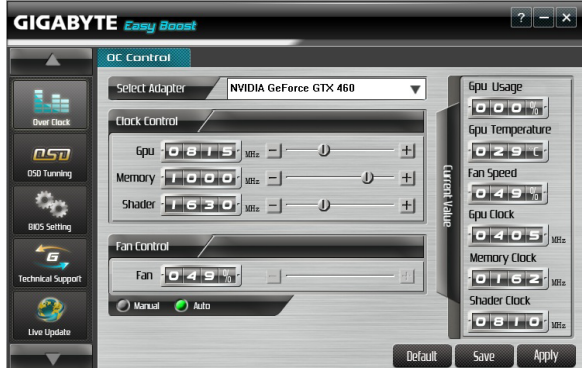 GIGABYTE Easy Boost
? – ×
OC Control
Select Adapter NVIDIA GeForce GTX 460
Clock Control
Gpu 0815 MHz
Memory 1000 MHz
Shader 1630 MHz
Fan Control
Fan 049%
Manual Auto
Over Clock
OSD
OSD Tunning
BIOS Setting
G
Technical Support
Live Update
Current Value
Gpu Usage
000%
Gpu Temperature
029C
Fan Speed
049%
Gpu Clock
0405 MHz
Memory Clock
0162 MHz
Shader Clock
0810 MHz
Default Save Apply